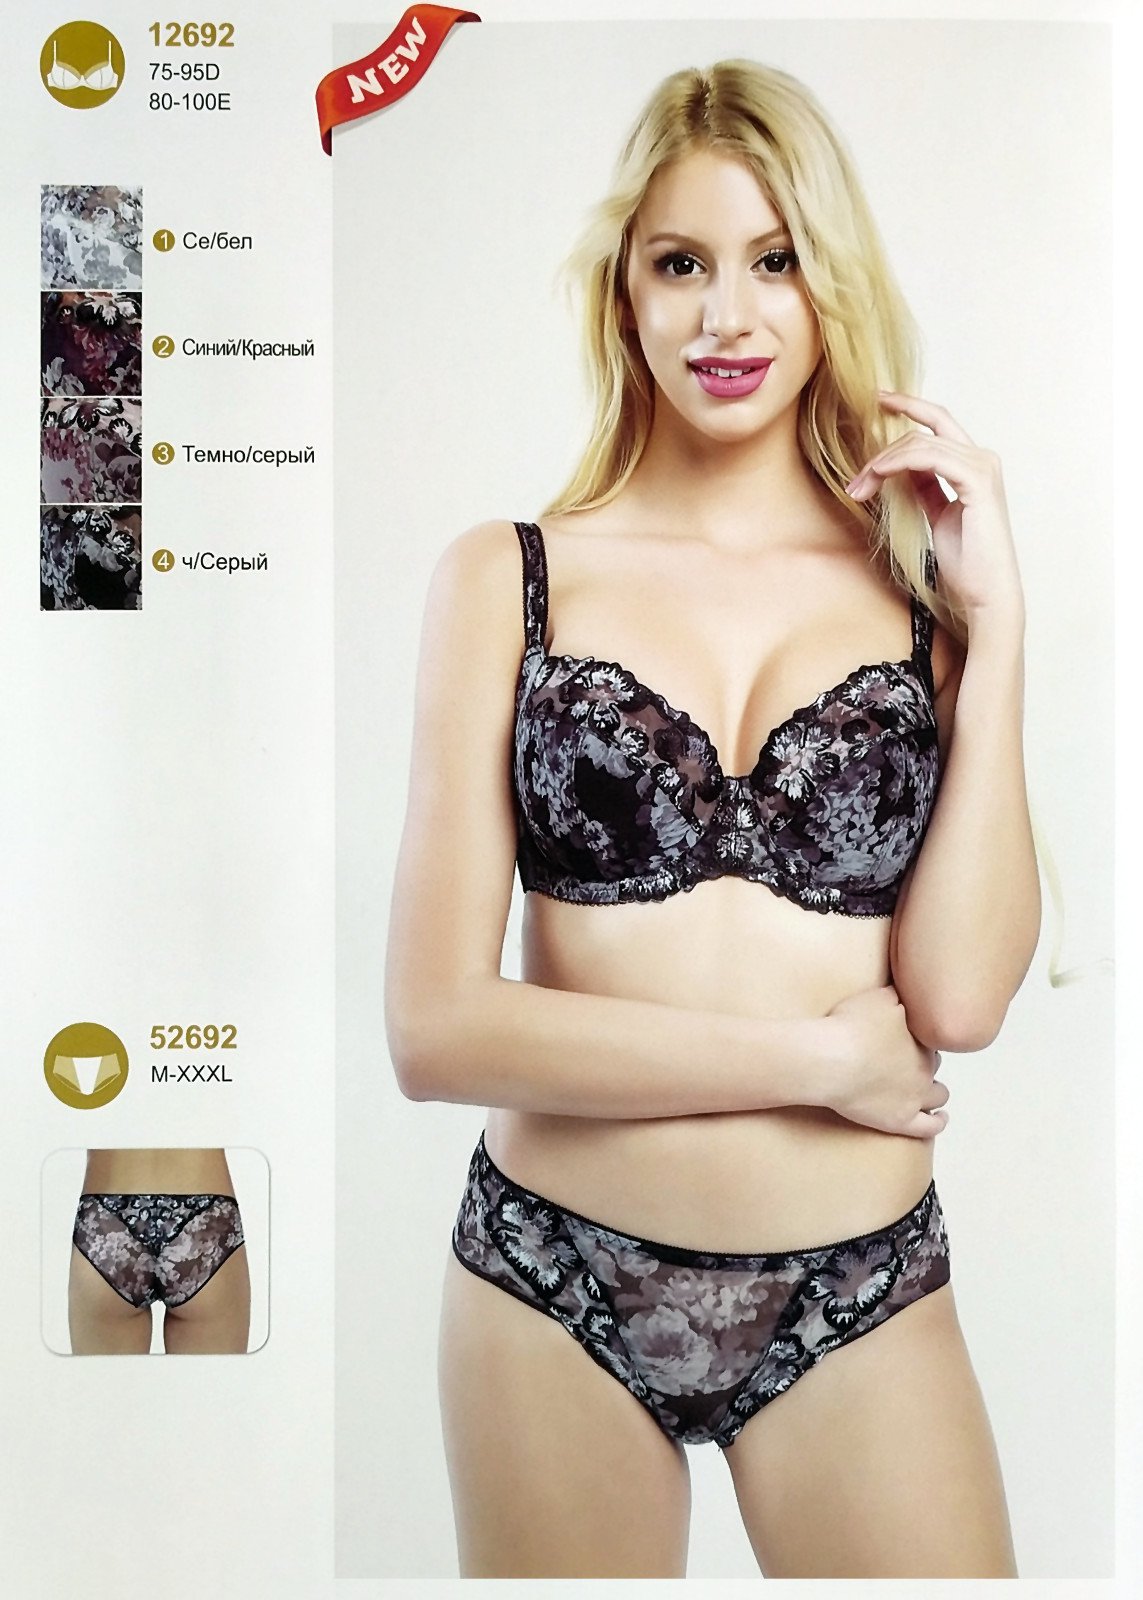 12692
75-95D
80-100E
NEW
1 Се/бел
2 Синий/Красный
3 Темно/серый
4 ч/Серый
52692
M-XXXL